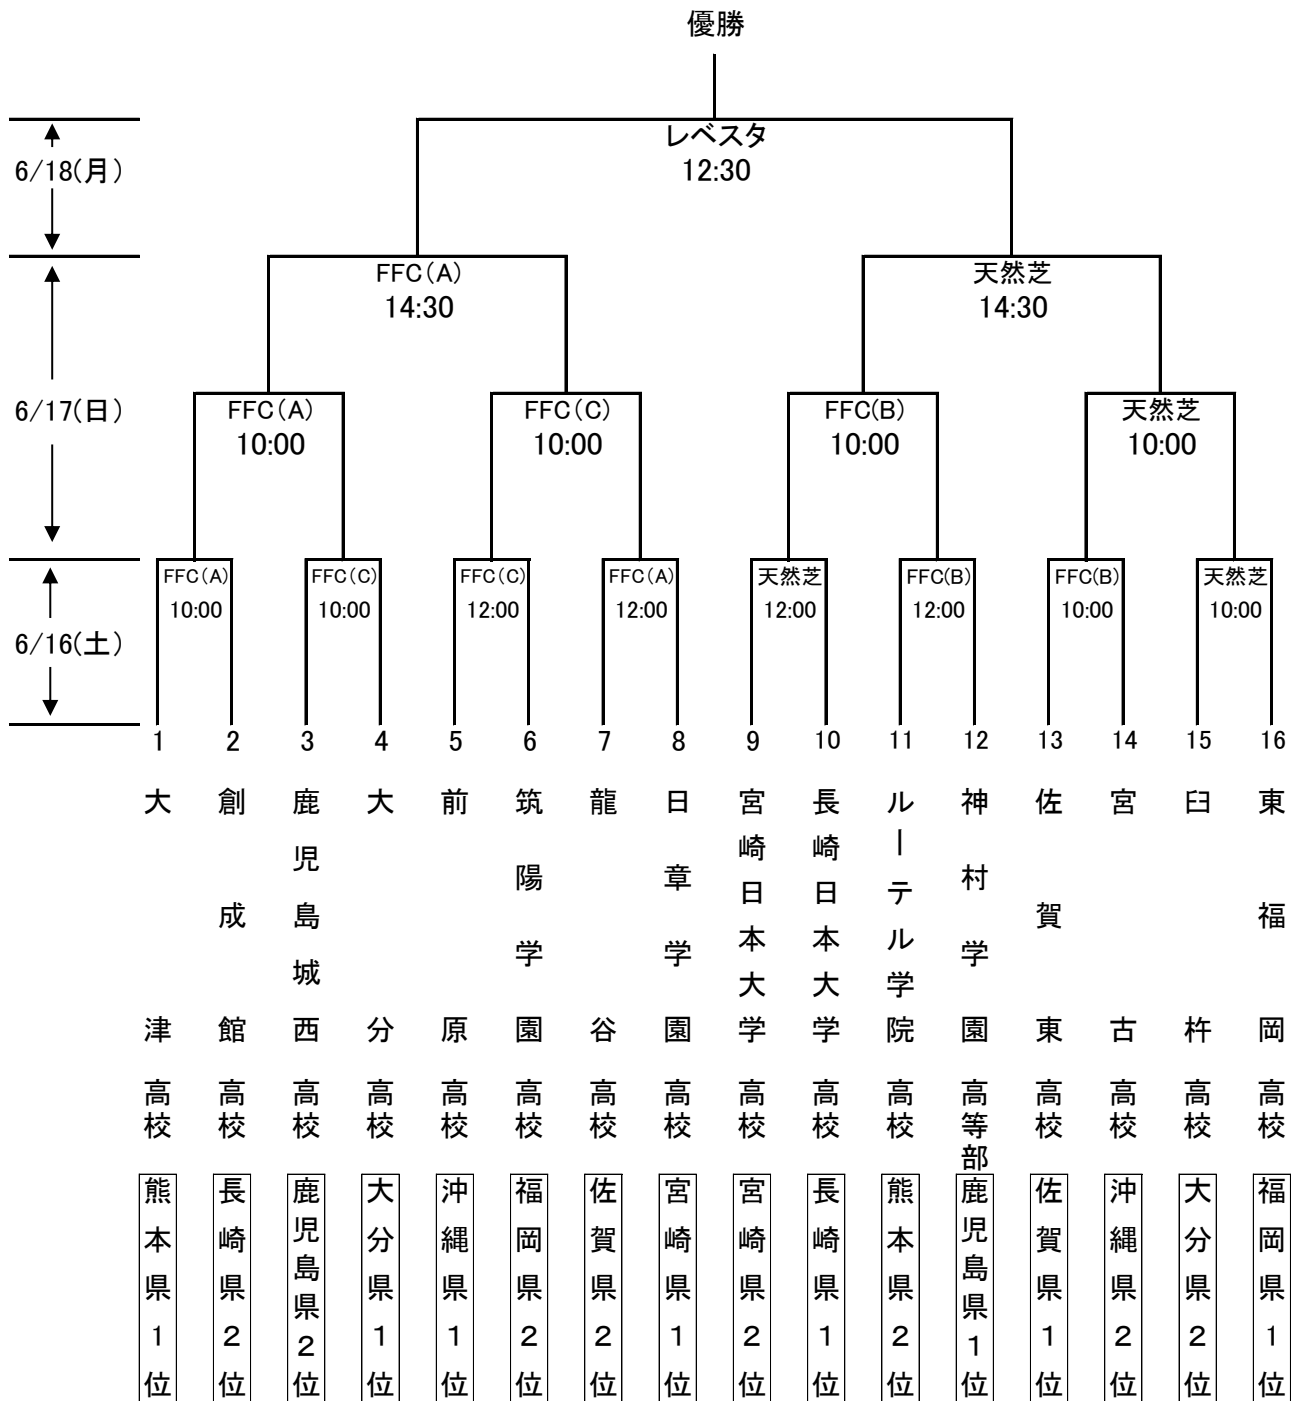 優勝
レベスタ
12:30
6/18(月)
FFC(A)
14:30
天然芝
14:30
6/17(日)
FFC(A)
10:00
FFC(C)
10:00
FFC(B)
10:00
天然芝
10:00
6/16(土)
FFC(A)
10:00
FFC(C)
10:00
FFC(C)
12:00
FFC(A)
12:00
天然芝
12:00
FFC(B)
12:00
FFC(B)
10:00
天然芝
10:00
1
大津高校
熊本県1位
2
創成館高校
長崎県2位
3
鹿児島城西高校
鹿児島県2位
4
大分高校
大分県1位
5
前原高校
沖縄県1位
6
筑陽学園高校
福岡県2位
7
龍谷高校
佐賀県2位
8
日章学園高校
宮崎県1位
9
宮崎日本大学高校
宮崎県2位
10
長崎日本大学高校
長崎県1位
11
ルーテル学院高校
熊本県2位
12
神村学園高等部
鹿児島県1位
13
佐賀東高校
佐賀県1位
14
宮古高校
沖縄県2位
15
臼杵高校
大分県2位
16
東福岡高校
福岡県1位